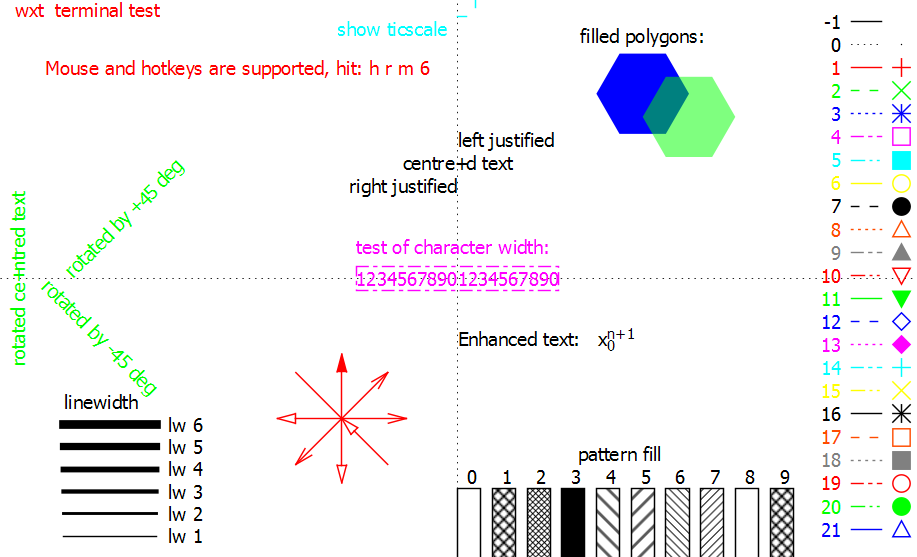 wxt  terminal test
show ticscale
filled polygons:
Mouse and hotkeys are supported, hit: h r m 6
left justified
centre+d text
right justified
rotated by +45 deg
rotated ce+ntred text
rotated by -45 deg
test of character width:
12345678901234567890
Enhanced text:   x₀ⁿ⁺¹
linewidth
lw 6
lw 5
lw 4
lw 3
lw 2
lw 1
pattern fill
0 1 2 3 4 5 6 7 8 9
-1
0
1
2
3
4
5
6
7
8
9
10
11
12
13
14
15
16
17
18
19
20
21